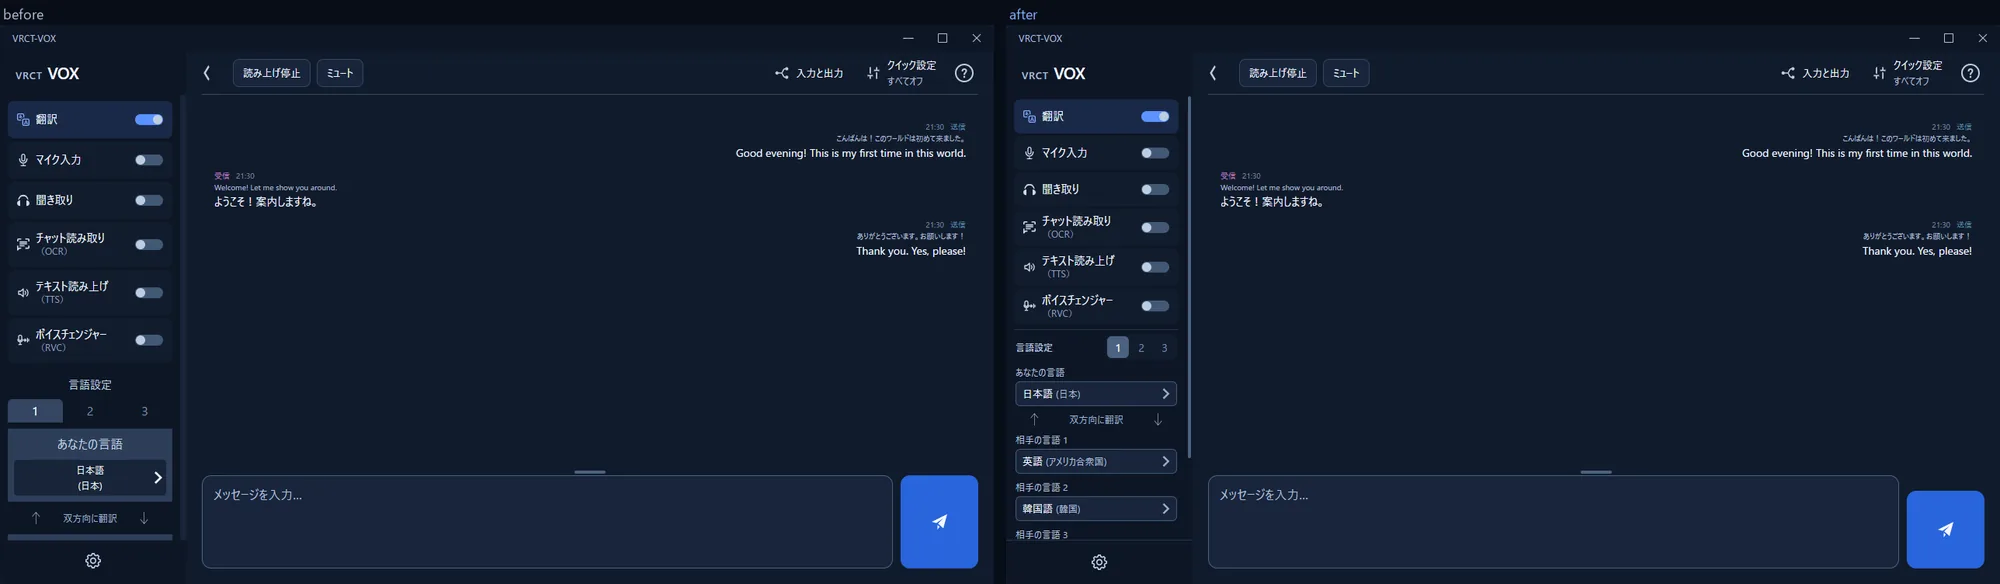 before
VRCT-VOX
VRCT VOX
読み上げ停止
ミュート
入力と出力
クイック設定
すべてオフ
?
翻訳
マイク入力
聞き取り
チャット読み取り
(OCR)
テキスト読み上げ
(TTS)
ボイスチェンジャー
(RVC)
言語設定
1 2 3
あなたの言語
日本語
(日本)
↑ 双方向に翻訳 ↓
21:30 送信
こんばんは！このワールドは初めて来ました。
Good evening! This is my first time in this world.
受信 21:30
Welcome! Let me show you around.
ようこそ！案内しますね。
21:30 送信
ありがとうございます。お願いします！
Thank you. Yes, please!
メッセージを入力...
after
VRCT-VOX
VRCT VOX
読み上げ停止
ミュート
入力と出力
クイック設定
すべてオフ
?
翻訳
マイク入力
聞き取り
チャット読み取り
(OCR)
テキスト読み上げ
(TTS)
ボイスチェンジャー
(RVC)
言語設定 1 2 3
あなたの言語
日本語 (日本)
↑ 双方向に翻訳 ↓
相手の言語 1
英語 (アメリカ合衆国)
相手の言語 2
韓国語 (韓国)
相手の言語 3
21:30 送信
こんばんは！このワールドは初めて来ました。
Good evening! This is my first time in this world.
受信 21:30
Welcome! Let me show you around.
ようこそ！案内しますね。
21:30 送信
ありがとうございます。お願いします！
Thank you. Yes, please!
メッセージを入力...